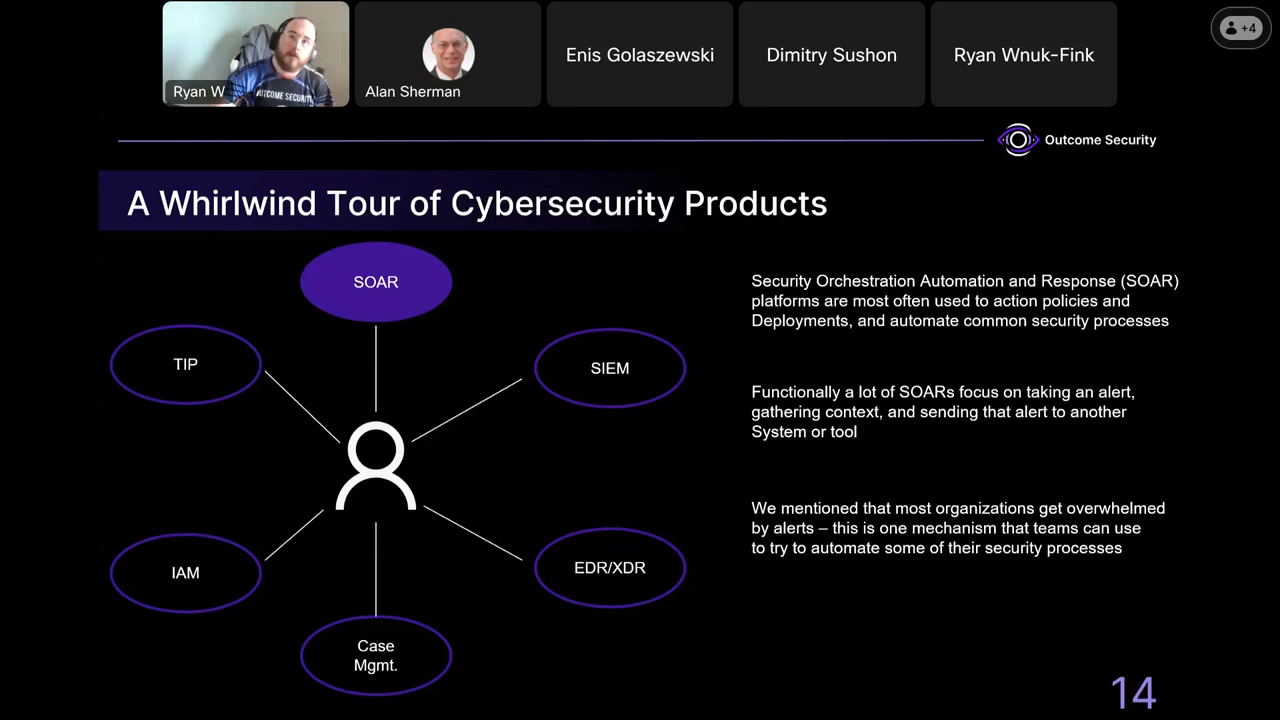 Ryan W
Alan Sherman
Enis Golaszewski
Dimitry Sushon
Ryan Wnuk-Fink
+4
OUTCOME SECURITY
Outcome Security
A Whirlwind Tour of Cybersecurity Products
SOAR
TIP
SIEM
IAM
EDR/XDR
Case
Mgmt.
Security Orchestration Automation and Response (SOAR)
platforms are most often used to action policies and
Deployments, and automate common security processes
Functionally a lot of SOARs focus on taking an alert,
gathering context, and sending that alert to another
System or tool
We mentioned that most organizations get overwhelmed
by alerts – this is one mechanism that teams can use
to try to automate some of their security processes
14